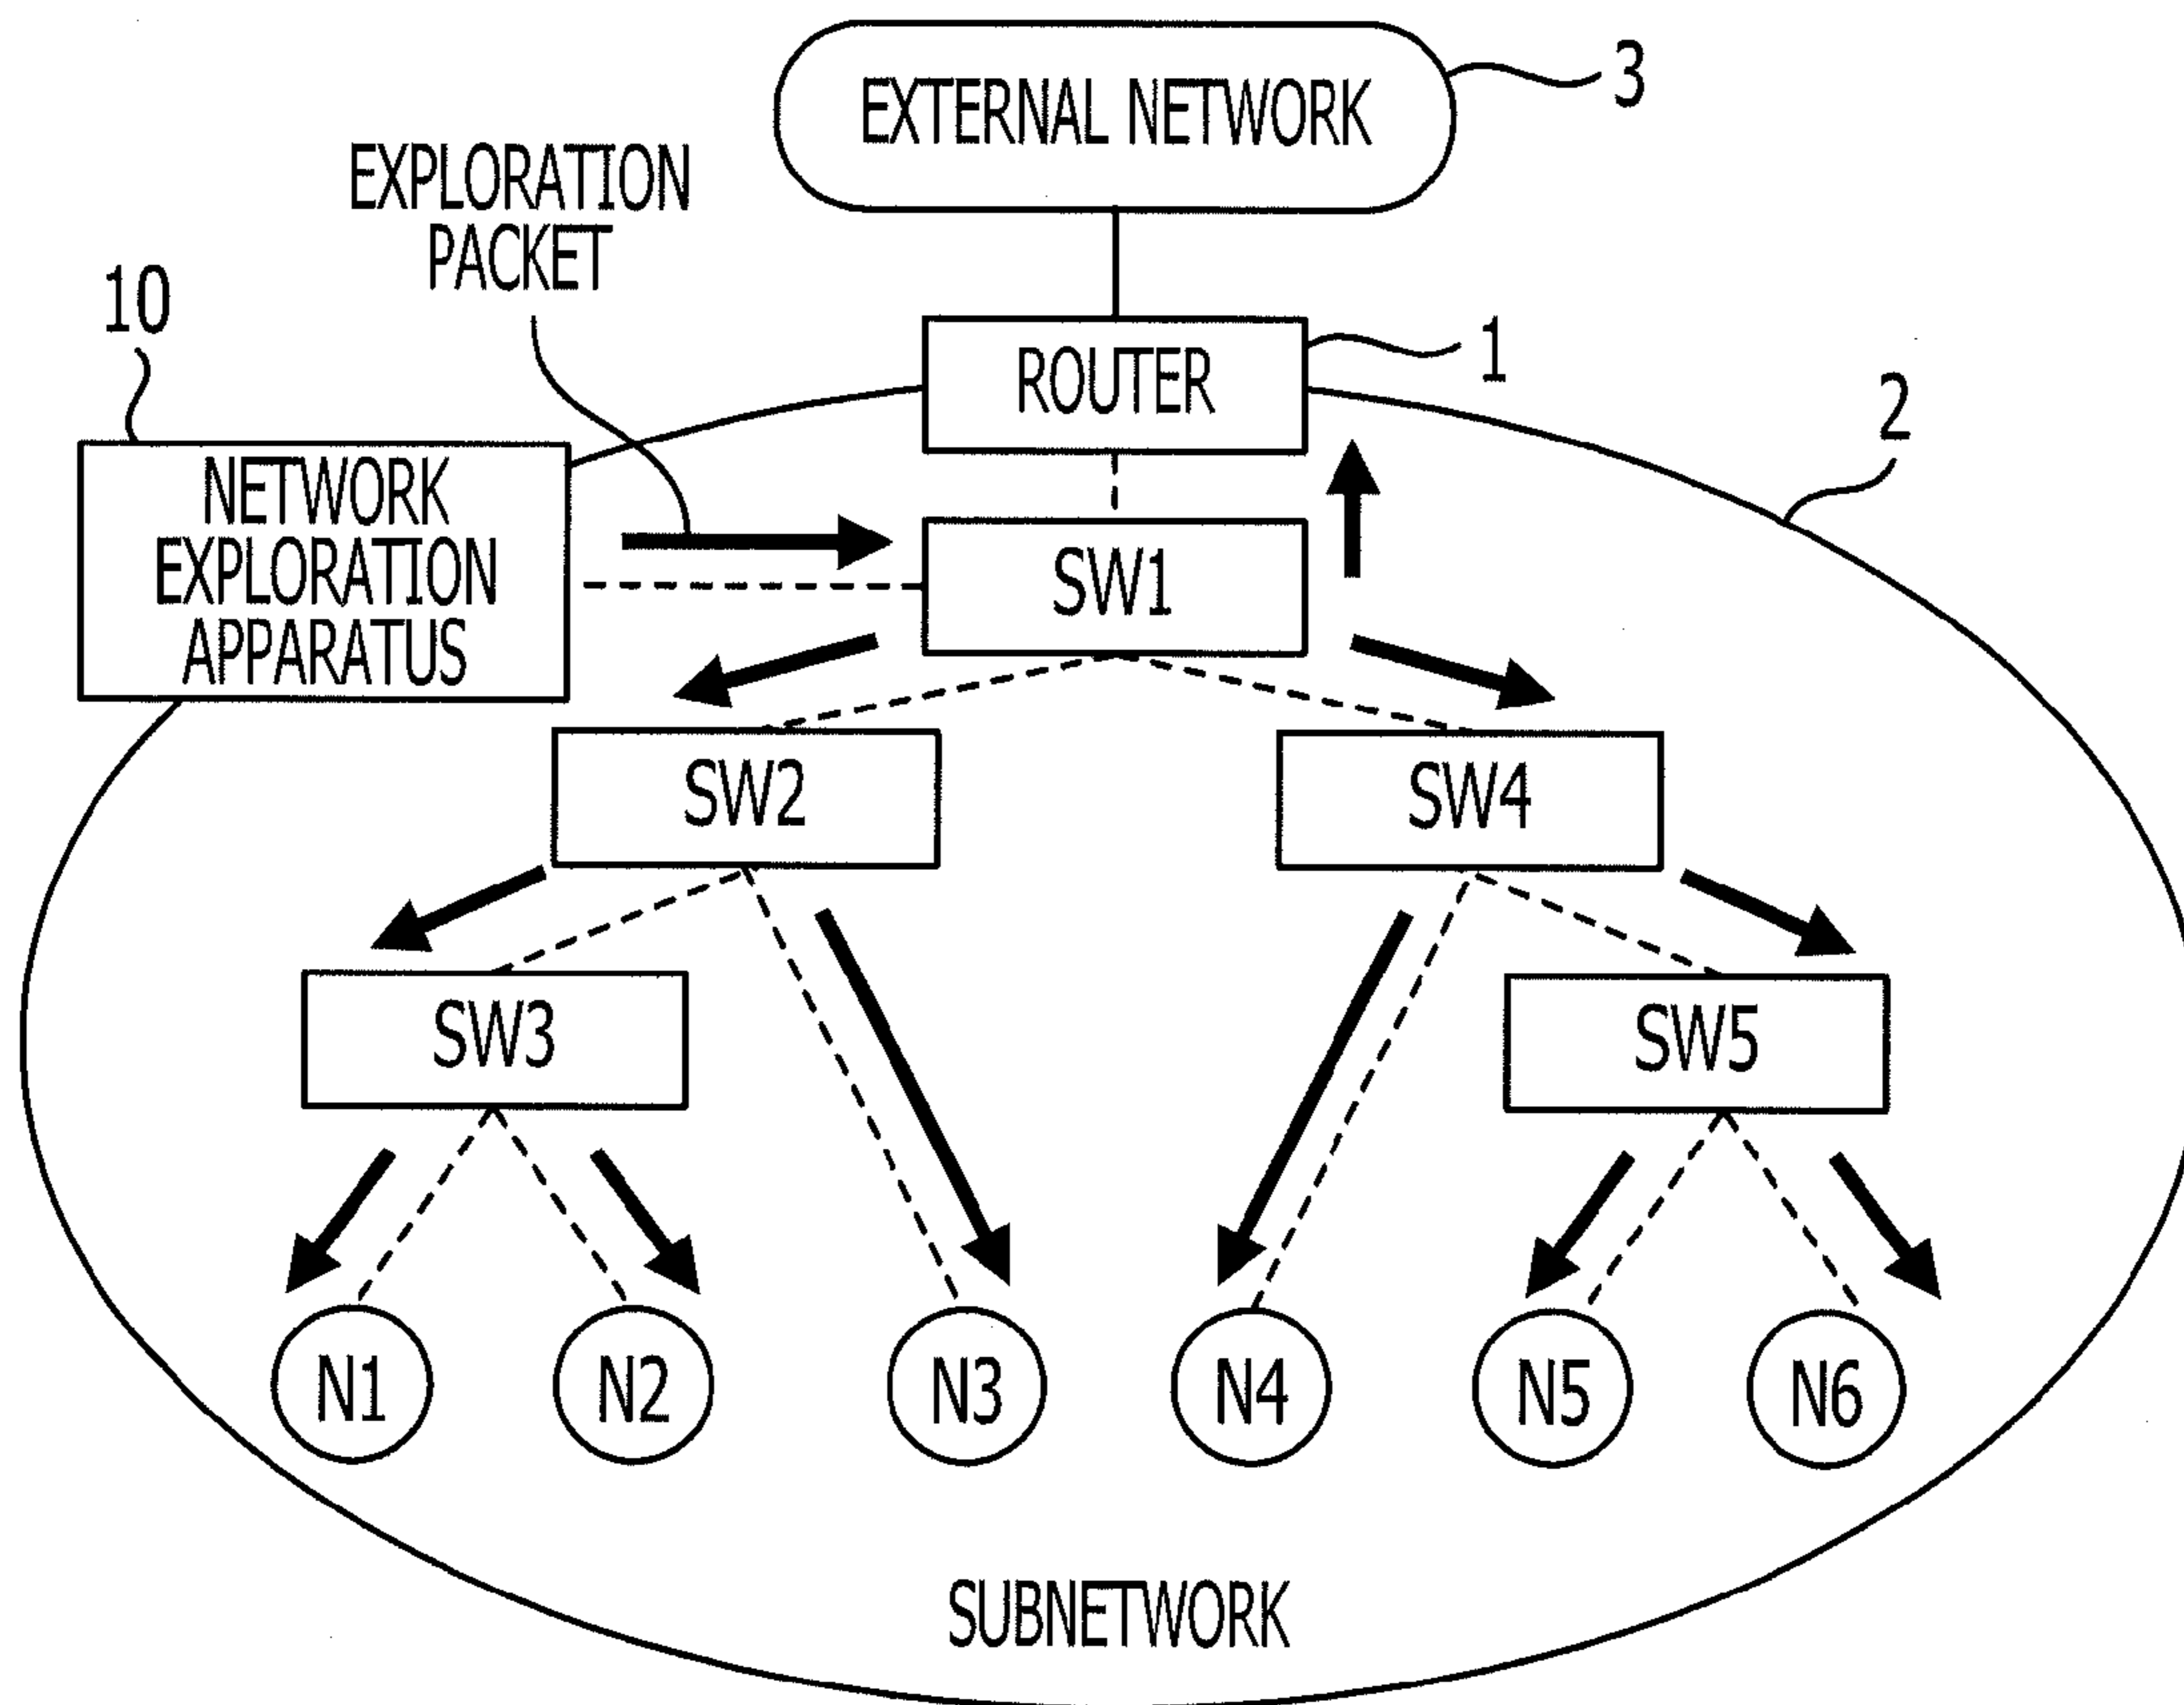 EXTERNAL NETWORK
3
EXPLORATION
PACKET
10
ROUTER
1
2
NETWORK
EXPLORATION
APPARATUS
SW1
SW2
SW4
SW3
SW5
N1
N2
N3
N4
N5
N6
SUBNETWORK